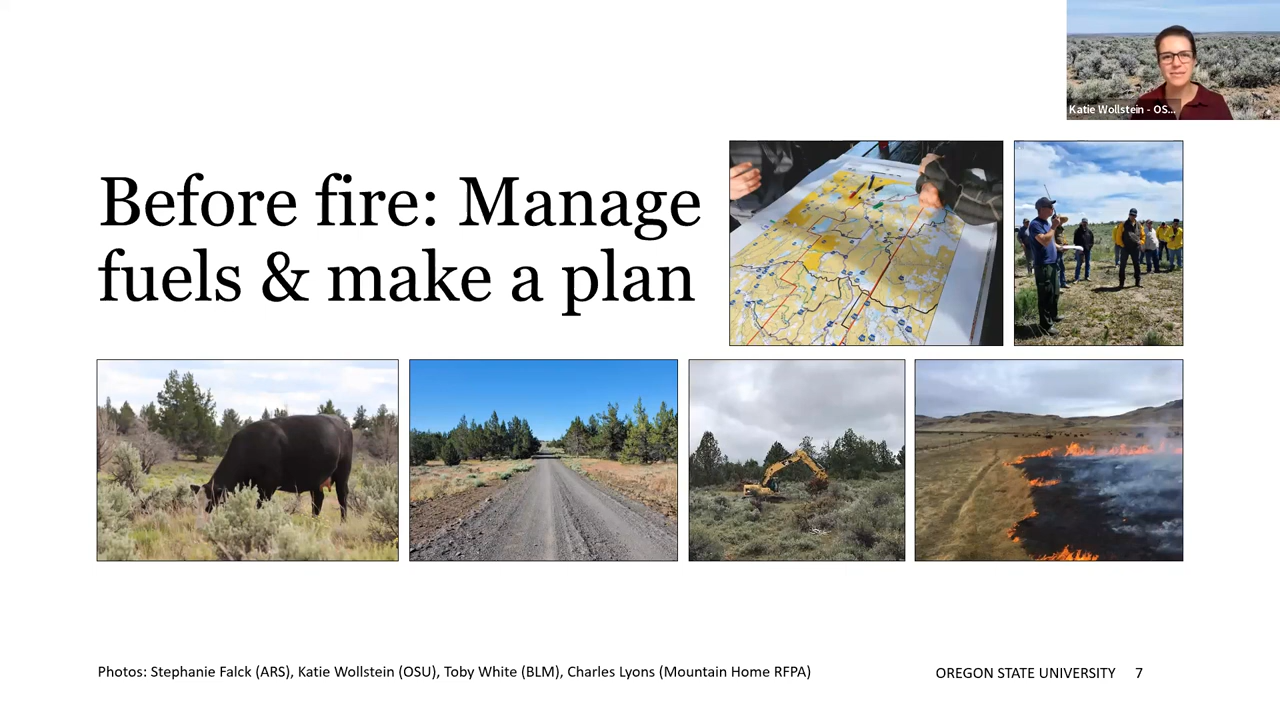 Katie Wollstein - OS...
Before fire: Manage
fuels & make a plan
Photos: Stephanie Falck (ARS), Katie Wollstein (OSU), Toby White (BLM), Charles Lyons (Mountain Home RFPA)
OREGON STATE UNIVERSITY 7